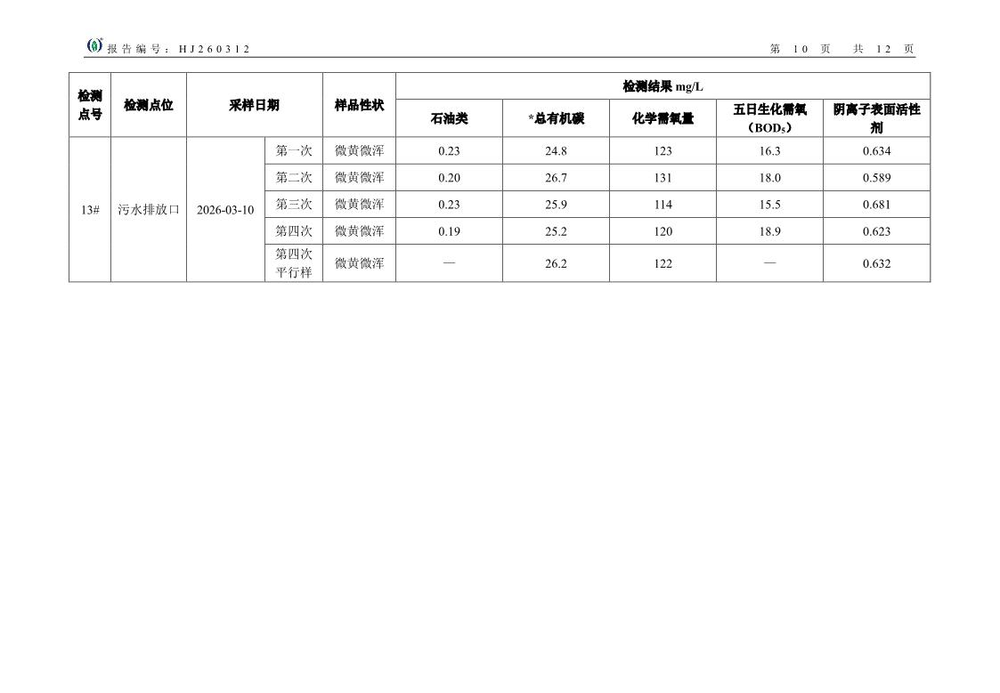 报告编号：HJ260312 第 10 页 共 12 页
检测点号 检测点位 采样日期 样品性状 检测结果 mg/L
石油类 *总有机碳 化学需氧量 五日生化需氧（BOD₅） 阴离子表面活性剂
13# 污水排放口 2026-03-10
第一次 微黄微浑 0.23 24.8 123 16.3 0.634
第二次 微黄微浑 0.20 26.7 131 18.0 0.589
第三次 微黄微浑 0.23 25.9 114 15.5 0.681
第四次 微黄微浑 0.19 25.2 120 18.9 0.623
第四次平行样 微黄微浑 — 26.2 122 — 0.632